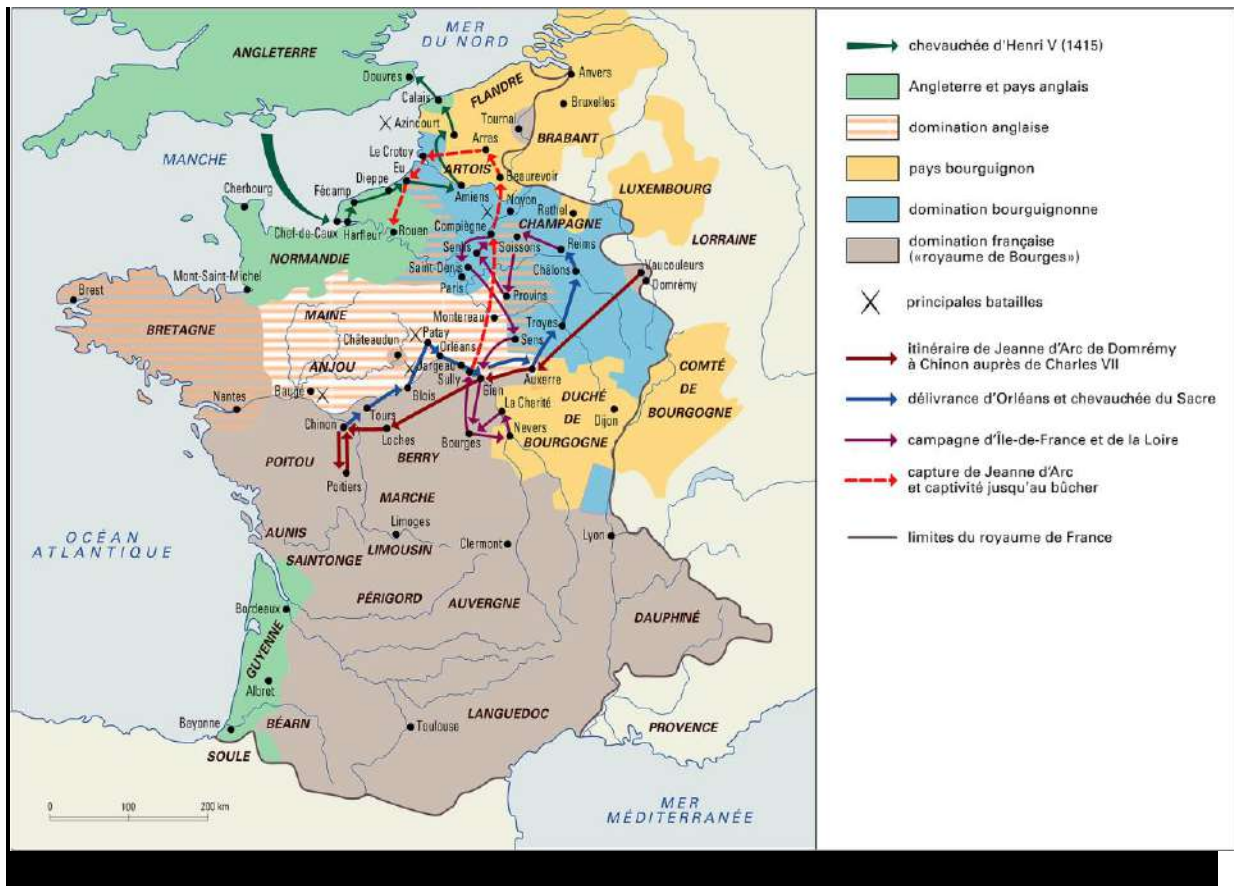 MER
DU NORD
ANGLETERRE
Douvres
Calais
FLANDRE
Anvers
Bruxelles
Tournai
BRABANT
Azincourt
Arras
ARTOIS
MANCHE
Le Crotoy
Eu
Dieppe
Fécamp
Cherbourg
Chef-de-Caux
Harfleur
Rouen
Amiens
Beaurevoir
Noyon
Rethel
LUXEMBOURG
CHAMPAGNE
Compiègne
Senlis
Soissons
Reims
LORRAINE
NORMANDIE
Mont-Saint-Michel
Saint-Denis
Paris
Châlons
Vaucouleurs
Domrémy
Provins
Brest
BRETAGNE
MAINE
Montereau
Troyes
Sens
Châteaudun
Patay
Orléans
Jargeau
Sully
Gien
Auxerre
ANJOU
Baugé
Blois
Nantes
Tours
Chinon
Loches
La Charité
DUCHÉ
DE
BOURGOGNE
Dijon
COMTÉ
DE
BOURGOGNE
Bourges
Nevers
BERRY
POITOU
Poitiers
MARCHE
OCÉAN
ATLANTIQUE
AUNIS
SAINTONGE
Limoges
LIMOUSIN
Clermont
Lyon
PÉRIGORD
AUVERGNE
DAUPHINÉ
Bordeaux
GUYENNE
Albret
Bayonne
BÉARN
SOULE
Toulouse
LANGUEDOC
PROVENCE
MER
MÉDITERRANÉE
0 100 200 km
chevauchée d'Henri V (1415)
Angleterre et pays anglais
domination anglaise
pays bourguignon
domination bourguignonne
domination française
(«royaume de Bourges»)
principales batailles
itinéraire de Jeanne d'Arc de Domrémy
à Chinon auprès de Charles VII
délivrance d'Orléans et chevauchée du Sacre
campagne d'Île-de-France et de la Loire
capture de Jeanne d'Arc
et captivité jusqu'au bûcher
limites du royaume de France